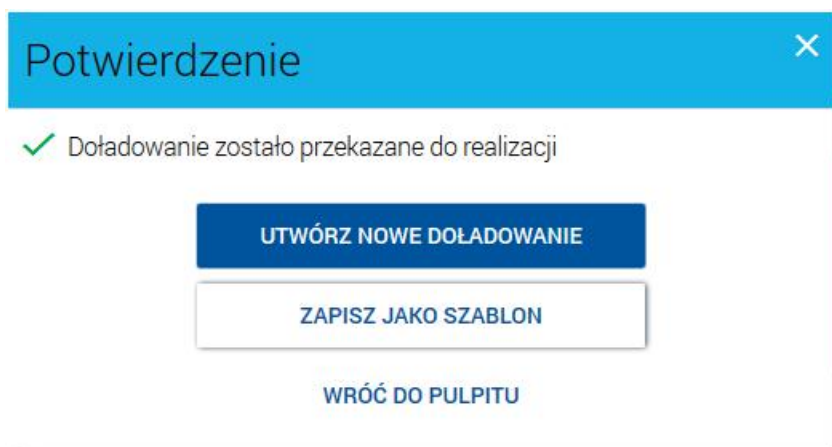 Potwierdzenie
Doładowanie zostało przekazane do realizacji
UTWÓRZ NOWE DOŁADOWANIE
ZAPISZ JAKO SZABLON
WRÓĆ DO PULPITU